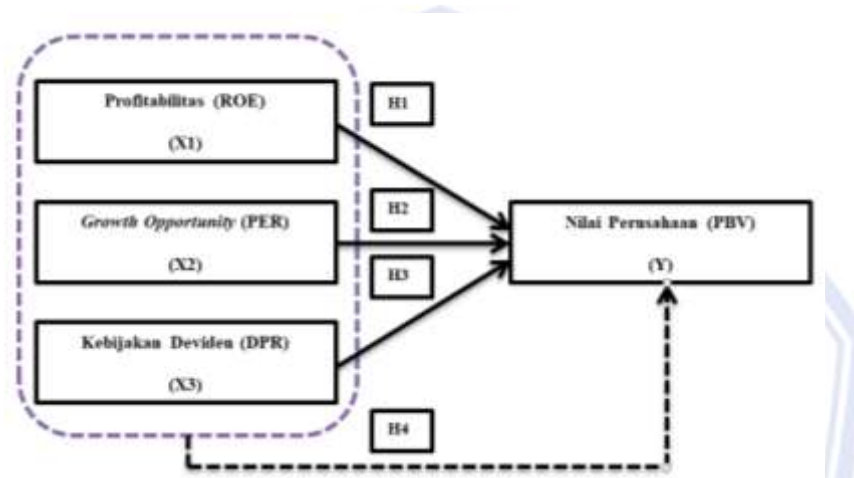 Profitabilitas (ROE)
(X1)
H1
Growth Opportunity (PER)
(X2)
H2
Nilai Perusahaan (PBV)
(Y)
H3
Kebijakan Deviden (DPR)
(X3)
H4